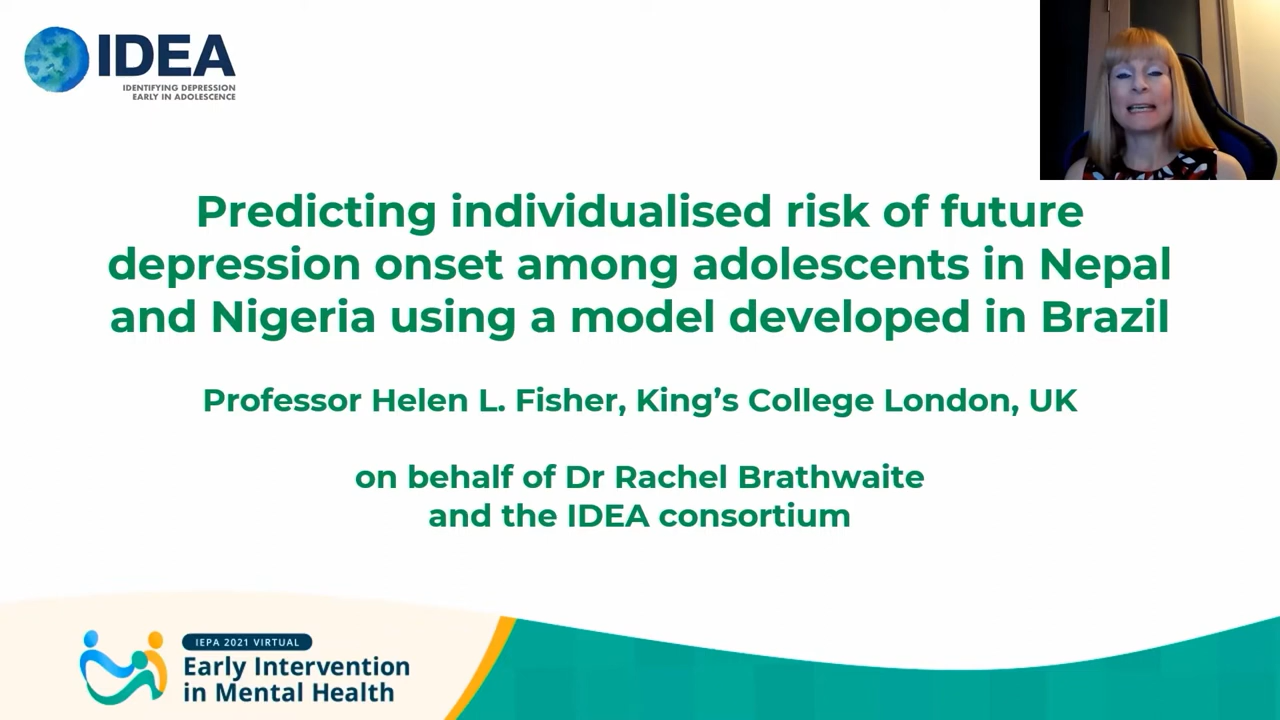 IDEA
IDENTIFYING DEPRESSION
EARLY IN ADOLESCENCE
Predicting individualised risk of future
depression onset among adolescents in Nepal
and Nigeria using a model developed in Brazil
Professor Helen L. Fisher, King’s College London, UK
on behalf of Dr Rachel Brathwaite
and the IDEA consortium
IEPA 2021 VIRTUAL
Early Intervention
in Mental Health